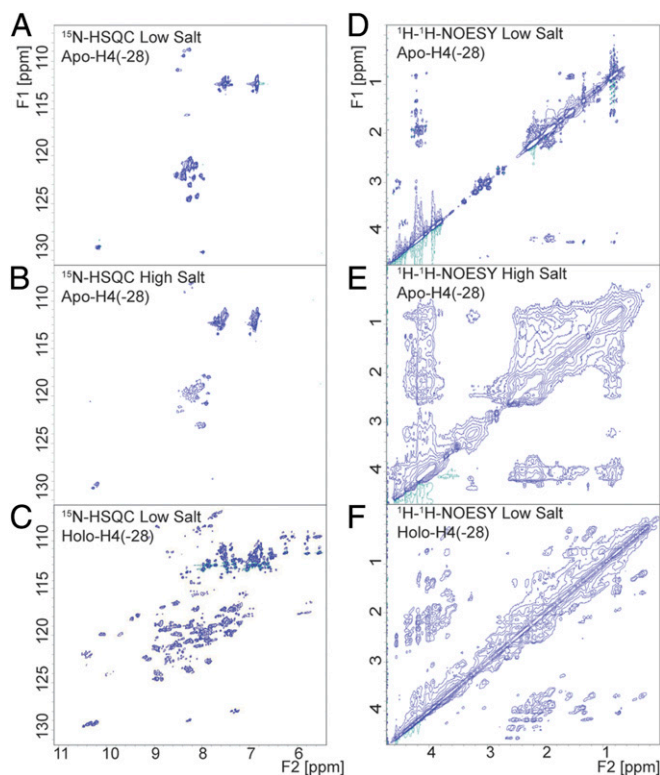 A
¹⁵N-HSQC Low Salt
Apo-H4(-28)
F1 [ppm]
110
115
120
125
130
B
¹⁵N-HSQC High Salt
Apo-H4(-28)
110
115
120
125
130
C
¹⁵N-HSQC Low Salt
Holo-H4(-28)
110
115
120
125
130
11 10 9 8 7 6
F2 [ppm]
D
¹H-¹H-NOESY Low Salt
Apo-H4(-28)
F1 [ppm]
1
2
3
4
E
¹H-¹H-NOESY High Salt
Apo-H4(-28)
1
2
3
4
F
¹H-¹H-NOESY Low Salt
Holo-H4(-28)
1
2
3
4
4 3 2 1
F2 [ppm]